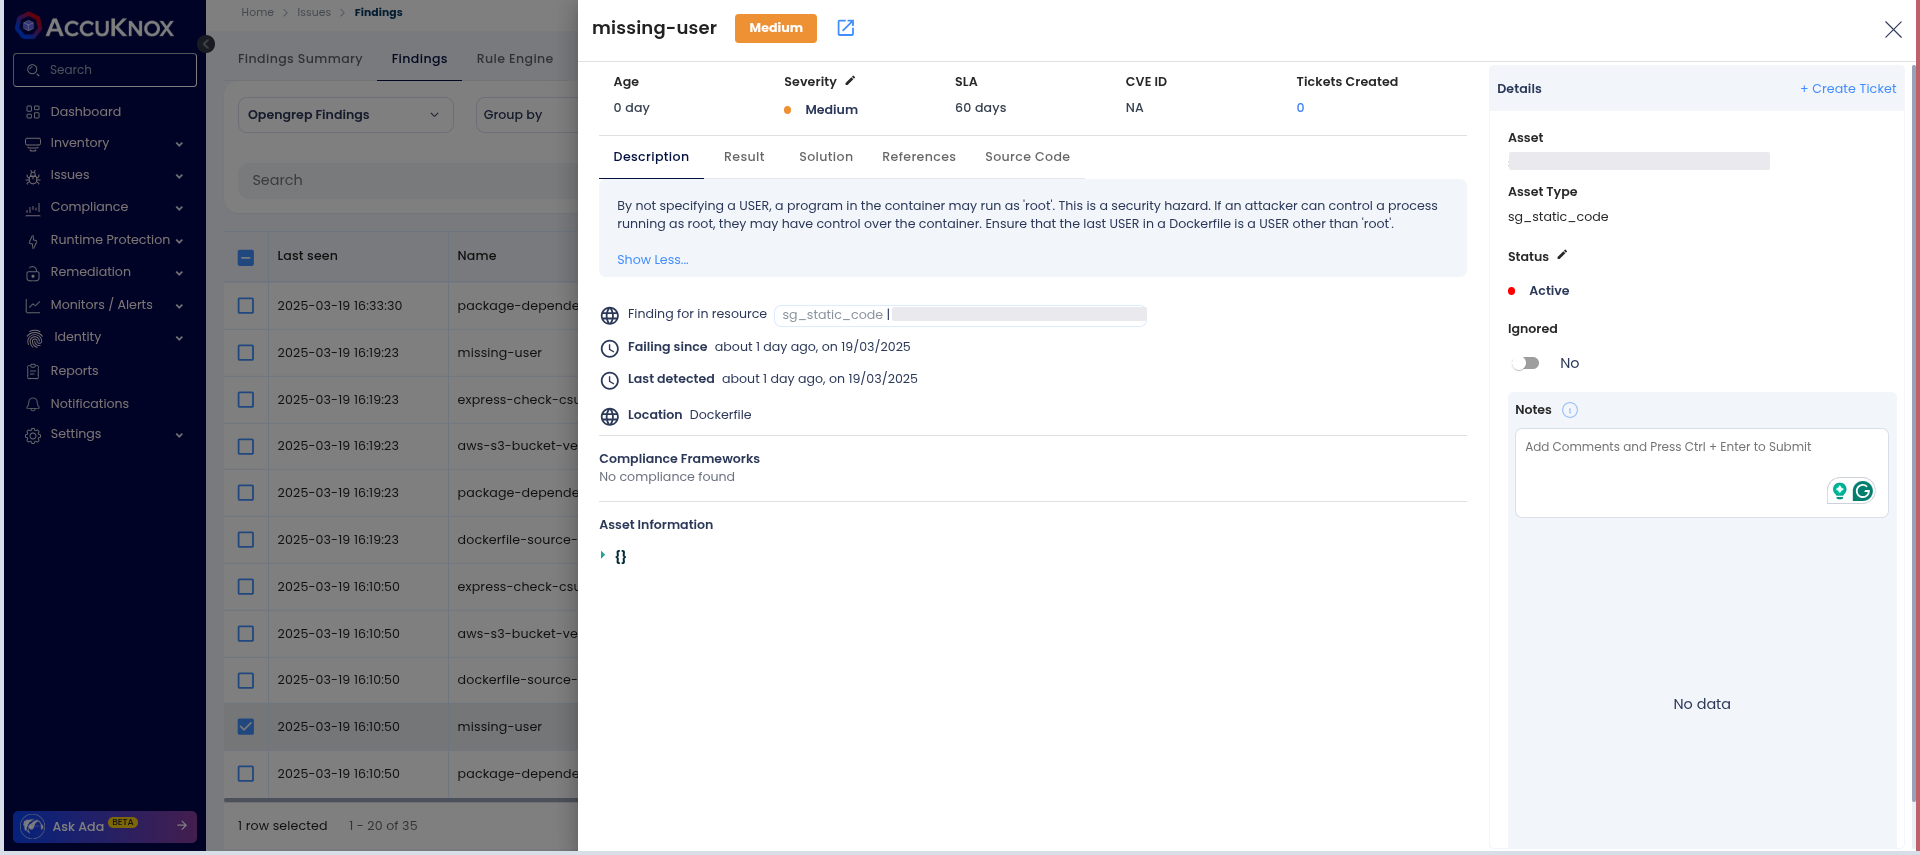 ACCUKNOX
Search
Dashboard
Inventory
Issues
Compliance
Runtime Protection
Remediation
Monitors / Alerts
Identity
Reports
Notifications
Settings
Ask Ada BETA
Home > Issues > Findings
Findings Summary Findings Rule Engine
Opengrep Findings Group by
Search
Last seen Name
2025-03-19 16:33:30 package-depende
2025-03-19 16:19:23 missing-user
2025-03-19 16:19:23 express-check-csu
2025-03-19 16:19:23 aws-s3-bucket-ve
2025-03-19 16:19:23 package-depende
2025-03-19 16:19:23 dockerfile-source-
2025-03-19 16:10:50 express-check-csu
2025-03-19 16:10:50 aws-s3-bucket-ve
2025-03-19 16:10:50 dockerfile-source-
2025-03-19 16:10:50 missing-user
2025-03-19 16:10:50 package-depende
1 row selected 1 - 20 of 35
missing-user Medium
Age Severity SLA CVE ID Tickets Created
0 day Medium 60 days NA 0
Description Result Solution References Source Code
By not specifying a USER, a program in the container may run as 'root'. This is a security hazard. If an attacker can control a process
running as root, they may have control over the container. Ensure that the last USER in a Dockerfile is a USER other than 'root'.
Show Less...
Finding for in resource sg_static_code |
Failing since about 1 day ago, on 19/03/2025
Last detected about 1 day ago, on 19/03/2025
Location Dockerfile
Compliance Frameworks
No compliance found
Asset Information
{}
Details + Create Ticket
Asset
Asset Type
sg_static_code
Status
Active
Ignored
No
Notes
Add Comments and Press Ctrl + Enter to Submit
No data